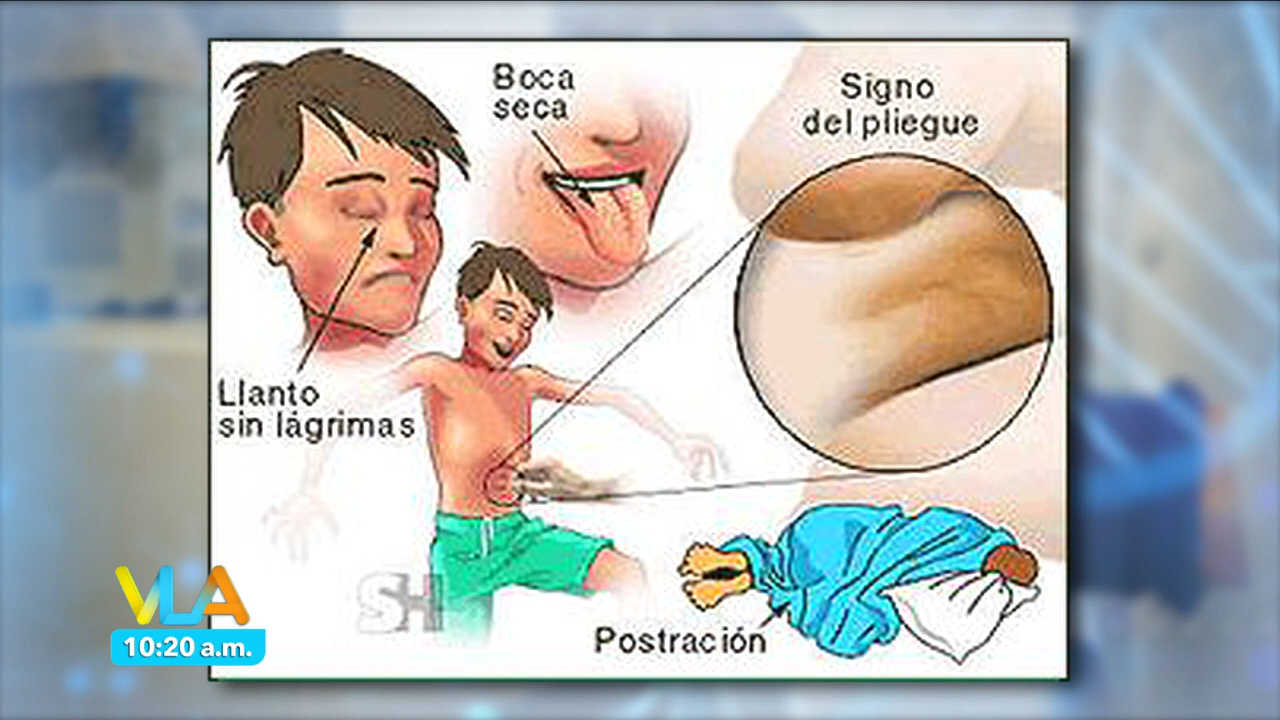 Boca
seca
Signo
del pliegue
Llanto
sin lágrimas
Postración
SH
VLA
10:20 a.m.